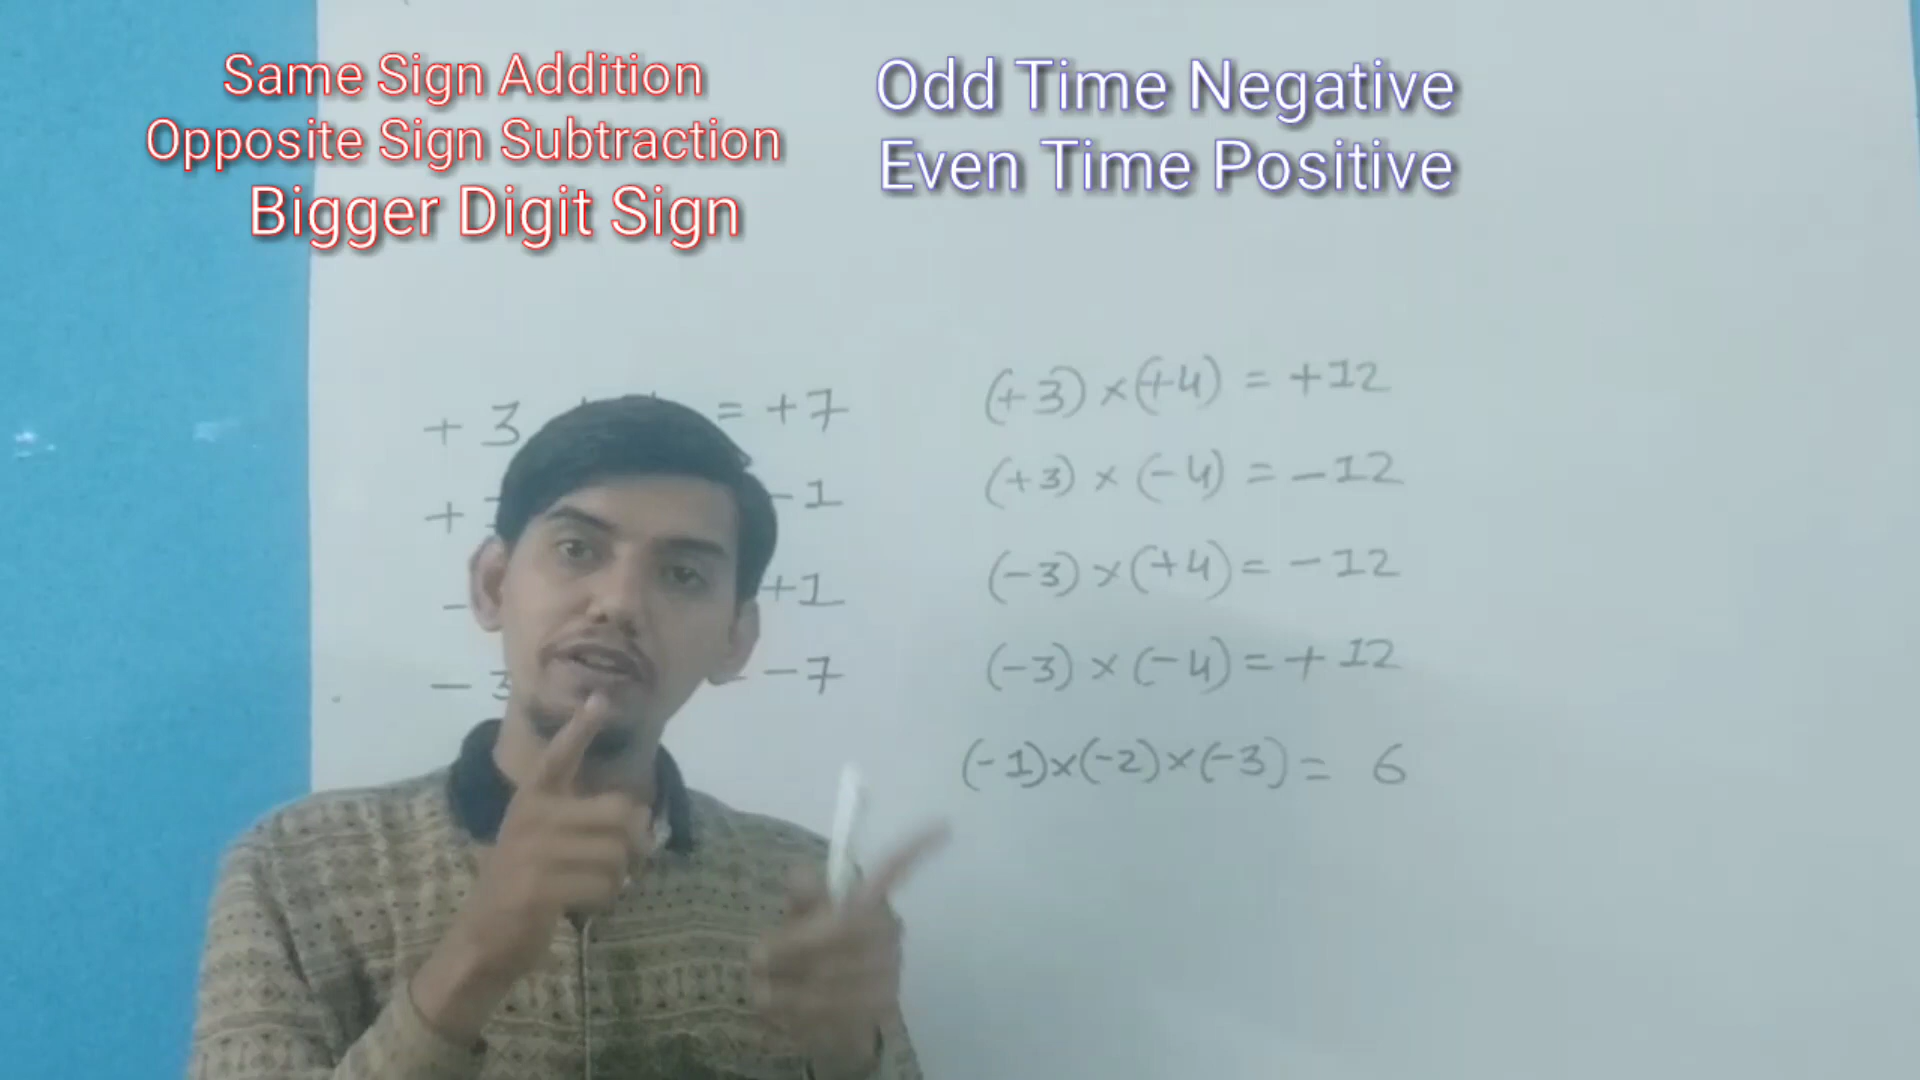 Same Sign Addition
Opposite Sign Subtraction
Bigger Digit Sign
Odd Time Negative
Even Time Positive
+ 3 = +7
+ -1
- +1
- 3 -7
(+3) × (+4) = +12
(+3) × (-4) = -12
(-3) × (+4) = -12
(-3) × (-4) = + 12
(-1)×(-2)×(-3) = 6